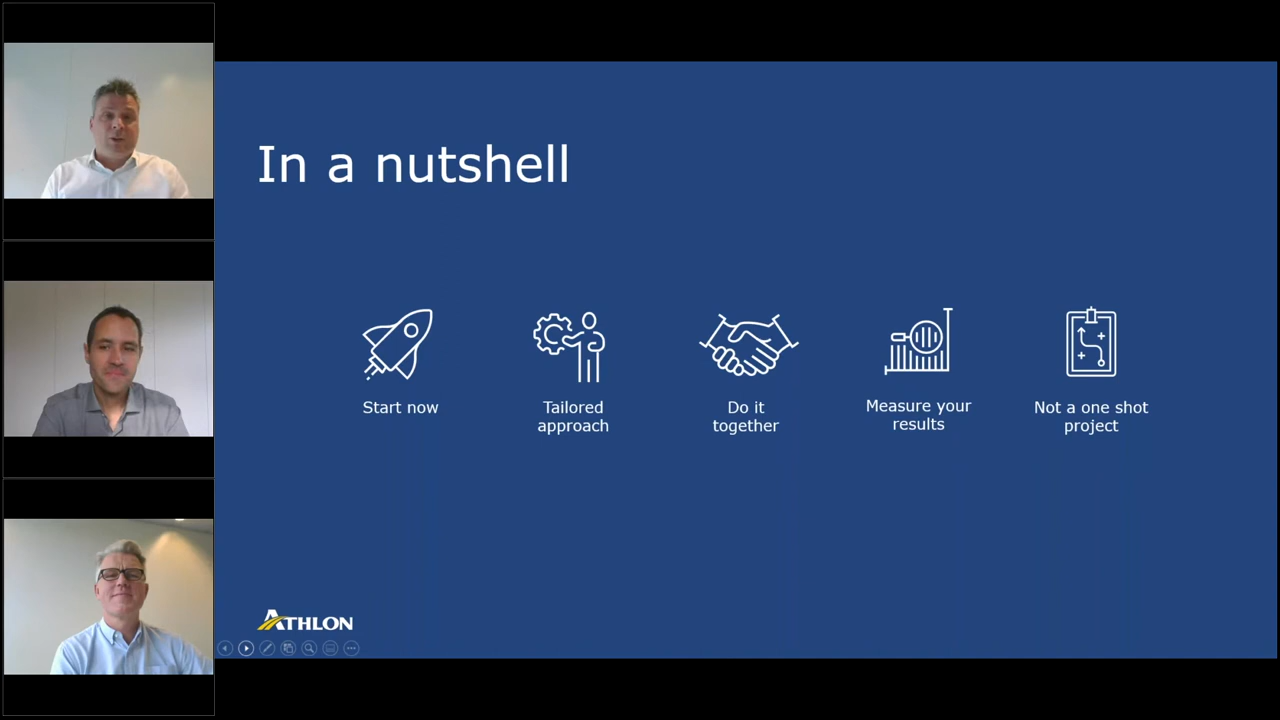 In a nutshell
Start now
Tailored
approach
Do it
together
Measure your
results
Not a one shot
project
ATHLON